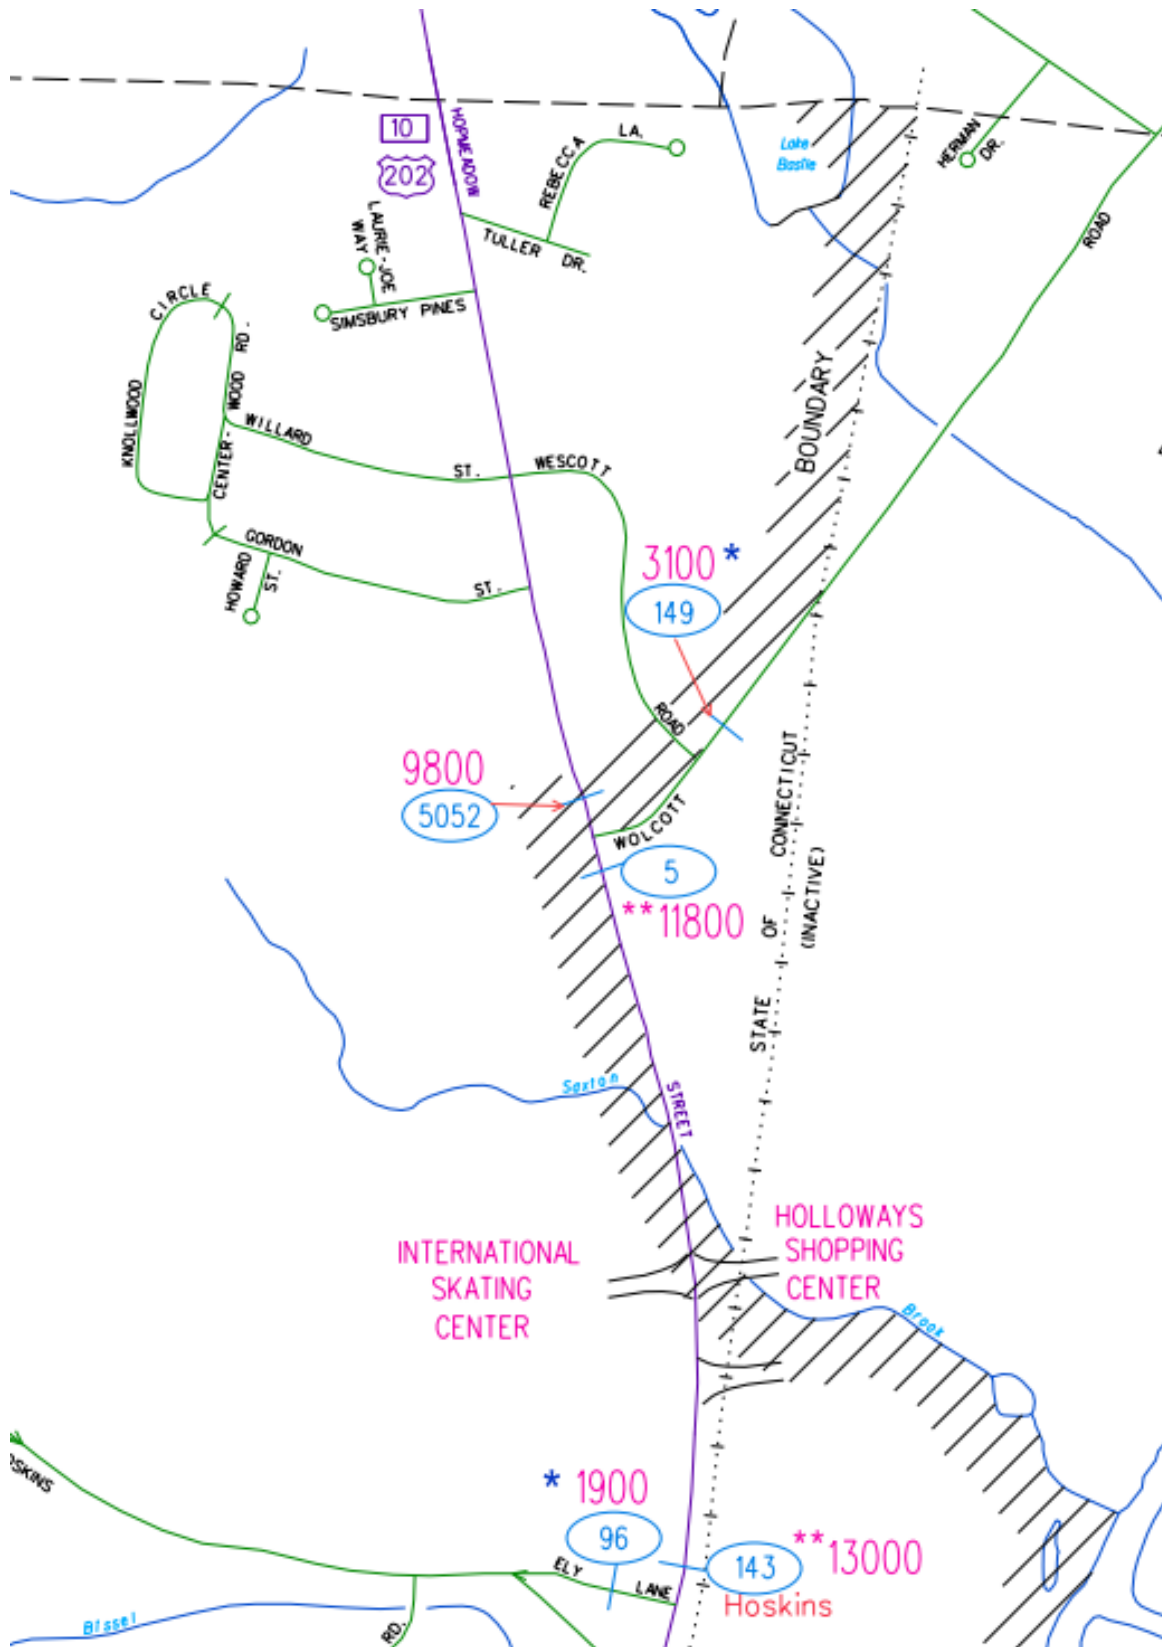 10
202
HOPMEADOW
LA.
REBECCA
TULLER DR.
Lake
Basile
HERMAN
DR.
ROAD
LAURIE-JOE
WAY
SIMSBURY PINES
CIRCLE
KNOLLWOOD
CENTER-
WOOD RD.
WILLARD
ST.
WESCOTT
BOUNDARY
GORDON
ST.
HOWARD
ST.
3100 *
149
ROAD
9800
5052
WOLCOTT
5
**11800
STATE OF CONNECTICUT
(INACTIVE)
Saxton
STREET
INTERNATIONAL
SKATING
CENTER
HOLLOWAYS
SHOPPING
CENTER
Brook
OSKINS
* 1900
96
ELY
LANE
143
**13000
Hoskins
Bissel
RD.